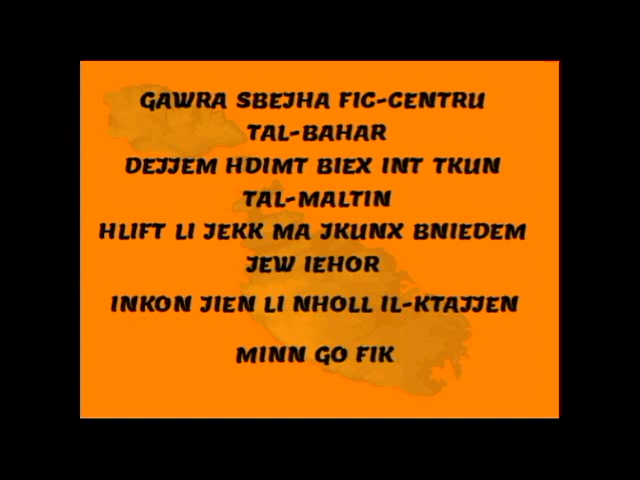 GAWRA SBEJHA FIC-CENTRU
TAL-BAHAR
DEJJEM HDIMT BIEX INT TKUN
TAL-MALTIN
HLIFT LI JEKK MA JKUNX BNIEDEM
JEW IEHOR
INKON JIEN LI NHOLL IL-KTAJJEN
MINN GO FIK